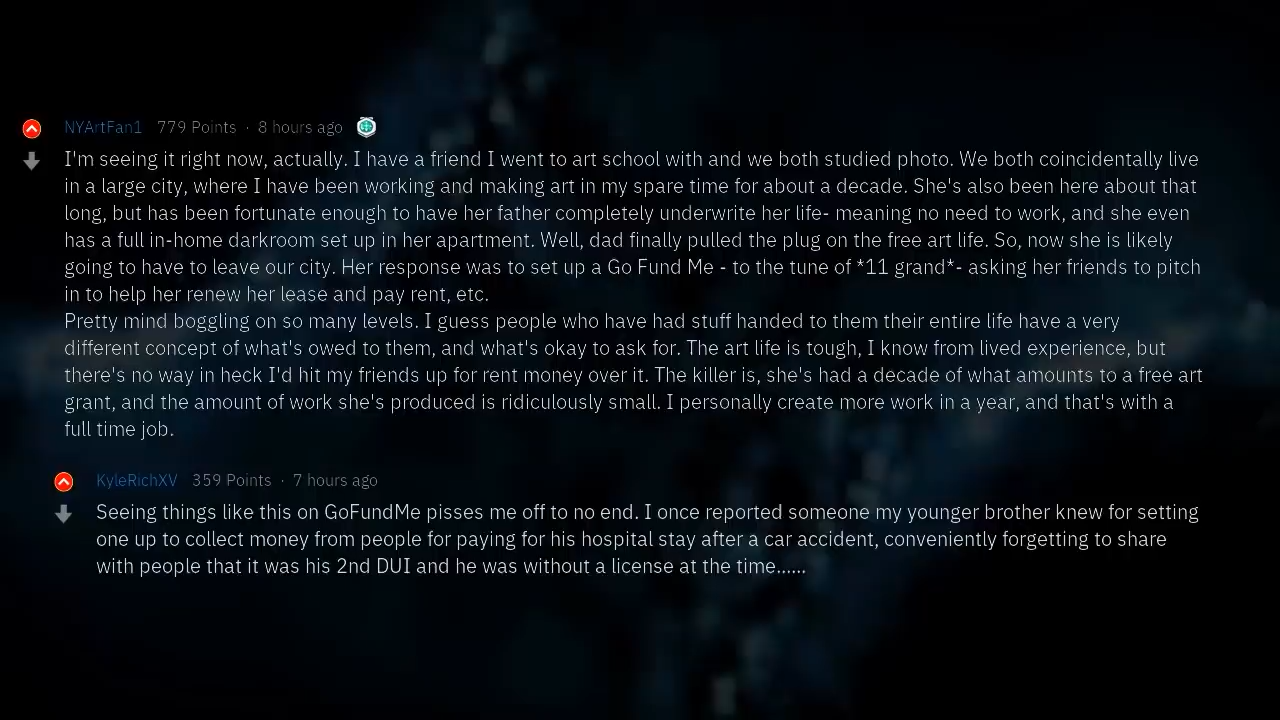 NYArtFan1 779 Points · 8 hours ago
I'm seeing it right now, actually. I have a friend I went to art school with and we both studied photo. We both coincidentally live
in a large city, where I have been working and making art in my spare time for about a decade. She's also been here about that
long, but has been fortunate enough to have her father completely underwrite her life- meaning no need to work, and she even
has a full in-home darkroom set up in her apartment. Well, dad finally pulled the plug on the free art life. So, now she is likely
going to have to leave our city. Her response was to set up a Go Fund Me - to the tune of *11 grand*- asking her friends to pitch
in to help her renew her lease and pay rent, etc.
Pretty mind boggling on so many levels. I guess people who have had stuff handed to them their entire life have a very
different concept of what's owed to them, and what's okay to ask for. The art life is tough, I know from lived experience, but
there's no way in heck I'd hit my friends up for rent money over it. The killer is, she's had a decade of what amounts to a free art
grant, and the amount of work she's produced is ridiculously small. I personally create more work in a year, and that's with a
full time job.
KyleRichXV 359 Points · 7 hours ago
Seeing things like this on GoFundMe pisses me off to no end. I once reported someone my younger brother knew for setting
one up to collect money from people for paying for his hospital stay after a car accident, conveniently forgetting to share
with people that it was his 2nd DUI and he was without a license at the time......